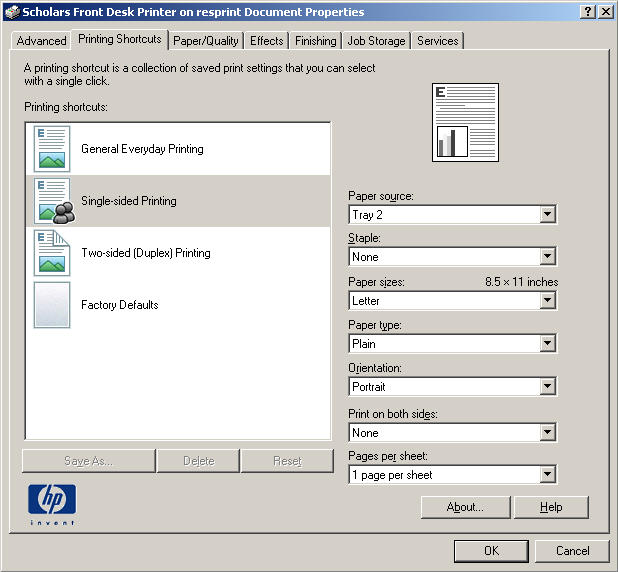 Scholars Front Desk Printer on resprint Document Properties
Advanced Printing Shortcuts Paper/Quality Effects Finishing Job Storage Services
A printing shortcut is a collection of saved print settings that you can select
with a single click.
Printing shortcuts:
General Everyday Printing
Single-sided Printing
Two-sided (Duplex) Printing
Factory Defaults
Save As...
Delete
Reset
E
Paper source:
Tray 2
Staple:
None
Paper sizes: 8.5 × 11 inches
Letter
Paper type:
Plain
Orientation:
Portrait
Print on both sides:
None
Pages per sheet:
1 page per sheet
hp
invent
About...
Help
OK
Cancel